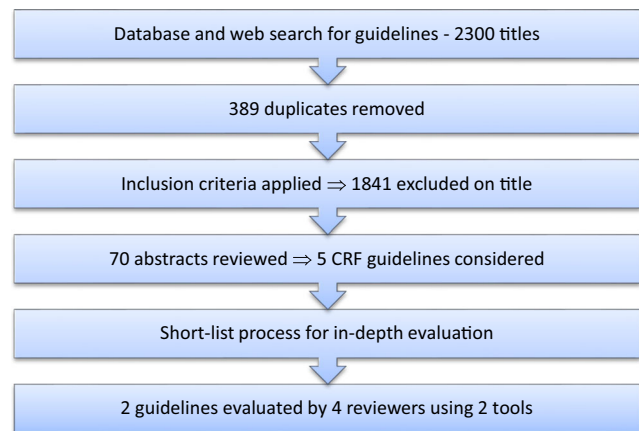 Database and web search for guidelines - 2300 titles
389 duplicates removed
Inclusion criteria applied ⇒ 1841 excluded on title
70 abstracts reviewed ⇒ 5 CRF guidelines considered
Short-list process for in-depth evaluation
2 guidelines evaluated by 4 reviewers using 2 tools